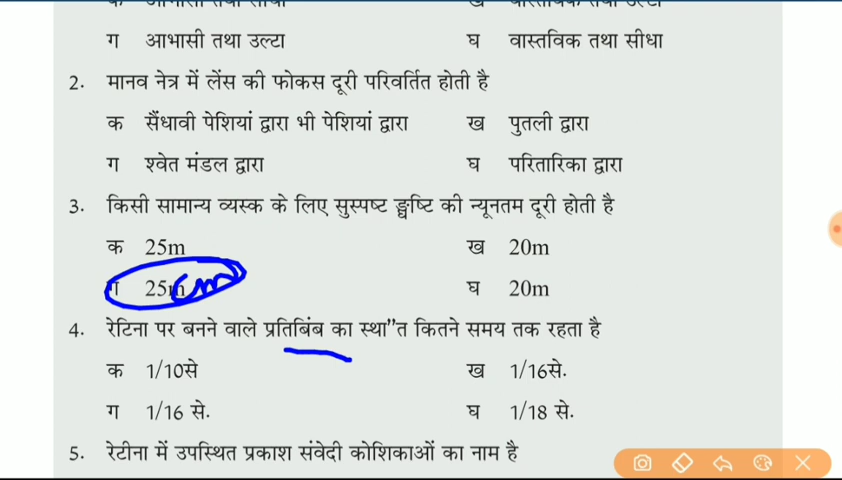 ग आभासी तथा उल्टा घ वास्तविक तथा सीधा
2. मानव नेत्र में लेंस की फोकस दूरी परिवर्तित होती है
क सैंधावी पेशियां द्वारा भी पेशियां द्वारा ख पुतली द्वारा
ग श्वेत मंडल द्वारा घ परितारिका द्वारा
3. किसी सामान्य व्यस्क के लिए सुस्पष्ट की न्यूनतम दूरी होती है
क 25m ख 20m
ग 25cm घ 20m
4. रेटिना पर बनने वाले प्रतिबिंब का स्था"त कितने समय तक रहता है
क 1/10से ख 1/16से.
ग 1/16 से. घ 1/18 से.
5. रेटीना में उपस्थित प्रकाश संवेदी कोशिकाओं का नाम है